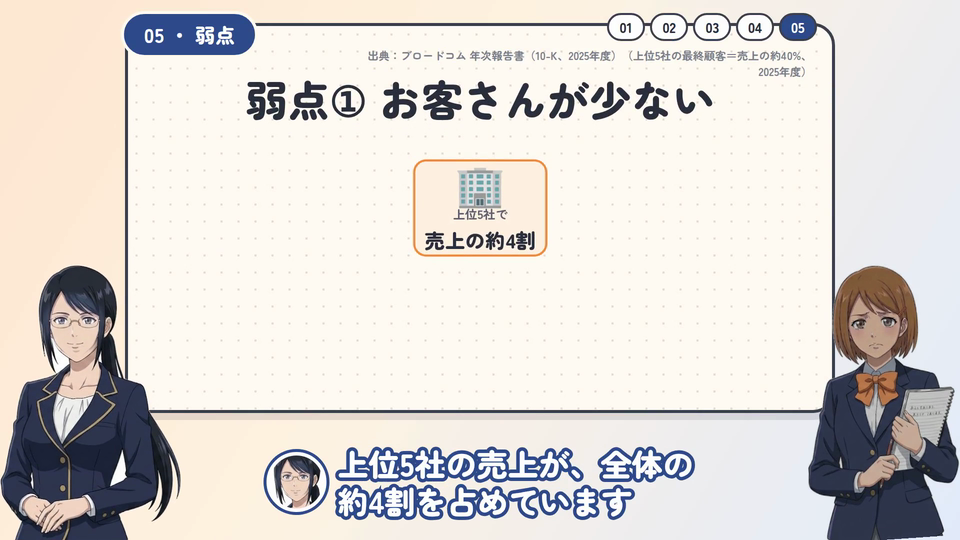 05 ・ 弱点
01 02 03 04 05
出典：ブロードコム 年次報告書（10-K、2025年度）（上位5社の最終顧客＝売上の約40%、
2025年度）
弱点① お客さんが少ない
上位5社で
売上の約4割
上位5社の売上が、全体の
約4割を占めています